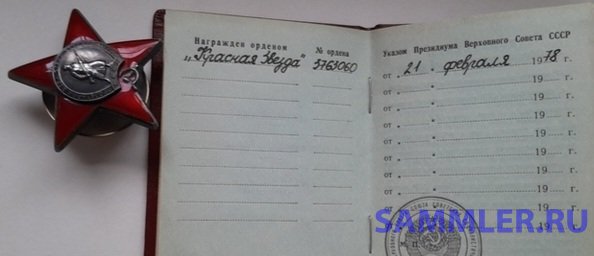 Награжден орденом
№ ордена
„Красная Звезда"
3763060
Указом Президиума Верховного Совета СССР
от „ 21 " февраля 1978 г.
от „ " 19 г.
от „ " 19 г.
от „ " 19 г.
от „ " 19 г.
от „ " 19 г.
от „ " 19 г.
от „ " 19 г.
от „ " 19 г.
19 г.
М. П.
SAMMLER.RU